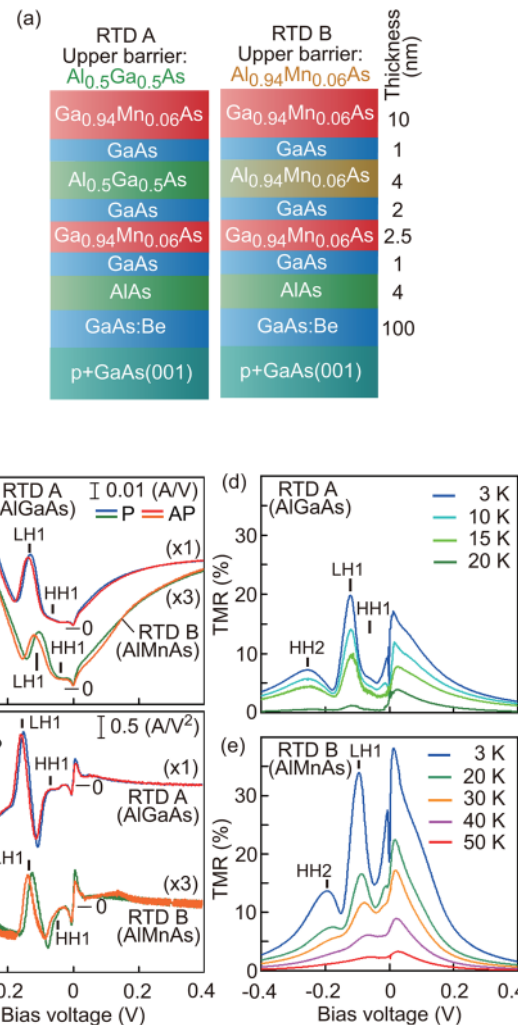 (a)
RTD A
Upper barrier:
Al0.5Ga0.5As
RTD B
Upper barrier:
Al0.94Mn0.06As
Thickness
(nm)
Ga0.94Mn0.06As
Ga0.94Mn0.06As
10
GaAs
GaAs
1
Al0.5Ga0.5As
Al0.94Mn0.06As
4
GaAs
GaAs
2
Ga0.94Mn0.06As
Ga0.94Mn0.06As
2.5
GaAs
GaAs
1
AlAs
AlAs
4
GaAs:Be
GaAs:Be
100
p+GaAs(001)
p+GaAs(001)
RTD A
AlGaAs)
0.01 (A/V)
P
AP
LH1
(x1)
HH1
0
(x3)
RTD B
(AlMnAs)
HH1
LH1
0
LH1
0.5 (A/V2)
HH1
(x1)
0
RTD A
(AlGaAs)
LH1
(x3)
0
HH1
RTD B
(AlMnAs)
0.2
0
0.2
0.4
Bias voltage (V)
(d)
RTD A
(AlGaAs)
3 K
10 K
15 K
20 K
30
20
10
0
TMR (%)
LH1
HH1
HH2
(e)
RTD B
(AlMnAs)
LH1
3 K
20 K
30 K
40 K
50 K
30
20
10
0
TMR (%)
HH2
-0.4
-0.2
0
0.2
0.4
Bias voltage (V)